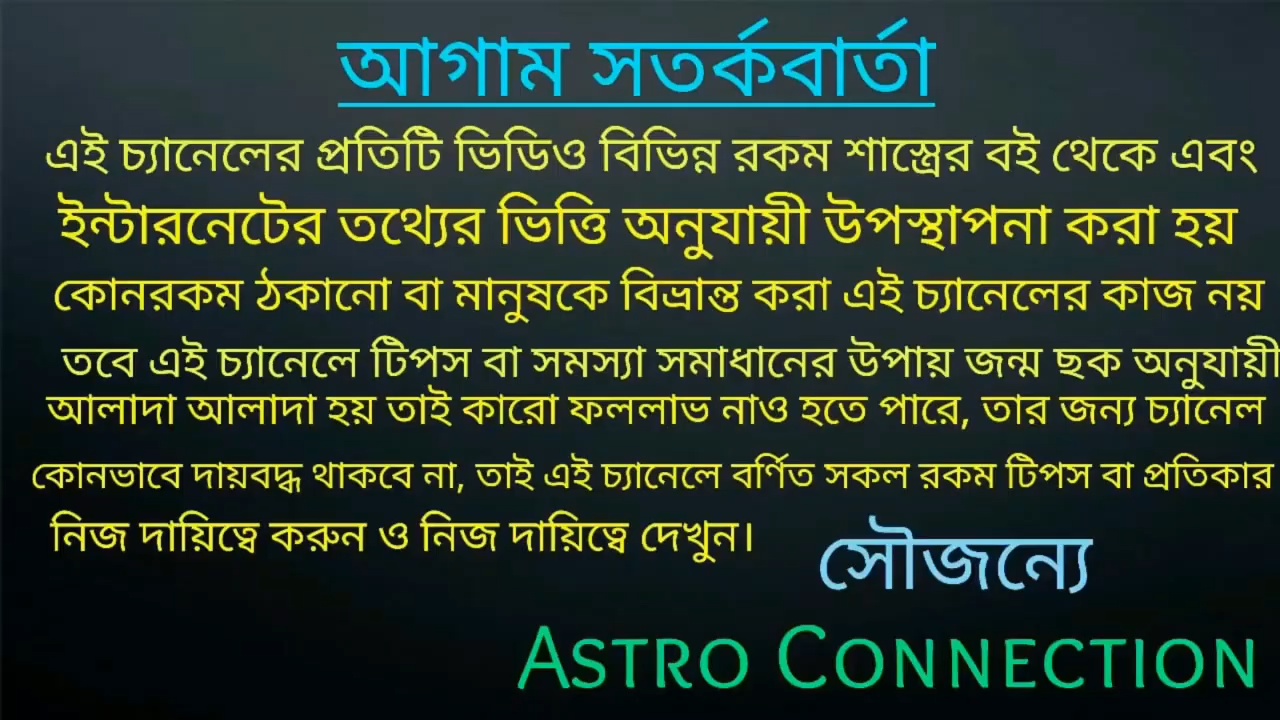 আগাম সতর্কবার্তা
এই চ্যানেলের প্রতিটি ভিডিও বিভিন্ন রকম শাস্ত্রের বই থেকে এবং
ইন্টারনেটের তথ্যের ভিত্তি অনুযায়ী উপস্থাপনা করা হয়
কোনরকম ঠকানো বা মানুষকে বিভ্রান্ত করা এই চ্যানেলের কাজ নয়
তবে এই চ্যানেলে টিপস বা সমস্যা সমাধানের উপায় জন্ম ছক অনুযায়ী
আলাদা আলাদা হয় তাই কারো ফললাভ নাও হতে পারে, তার জন্য চ্যানেল
কোনভাবে দায়বদ্ধ থাকবে না, তাই এই চ্যানেলে বর্ণিত সকল রকম টিপস বা প্রতিকার
নিজ দায়িত্বে করুন ও নিজ দায়িত্বে দেখুন।
সৌজন্যে
ASTRO CONNECTION